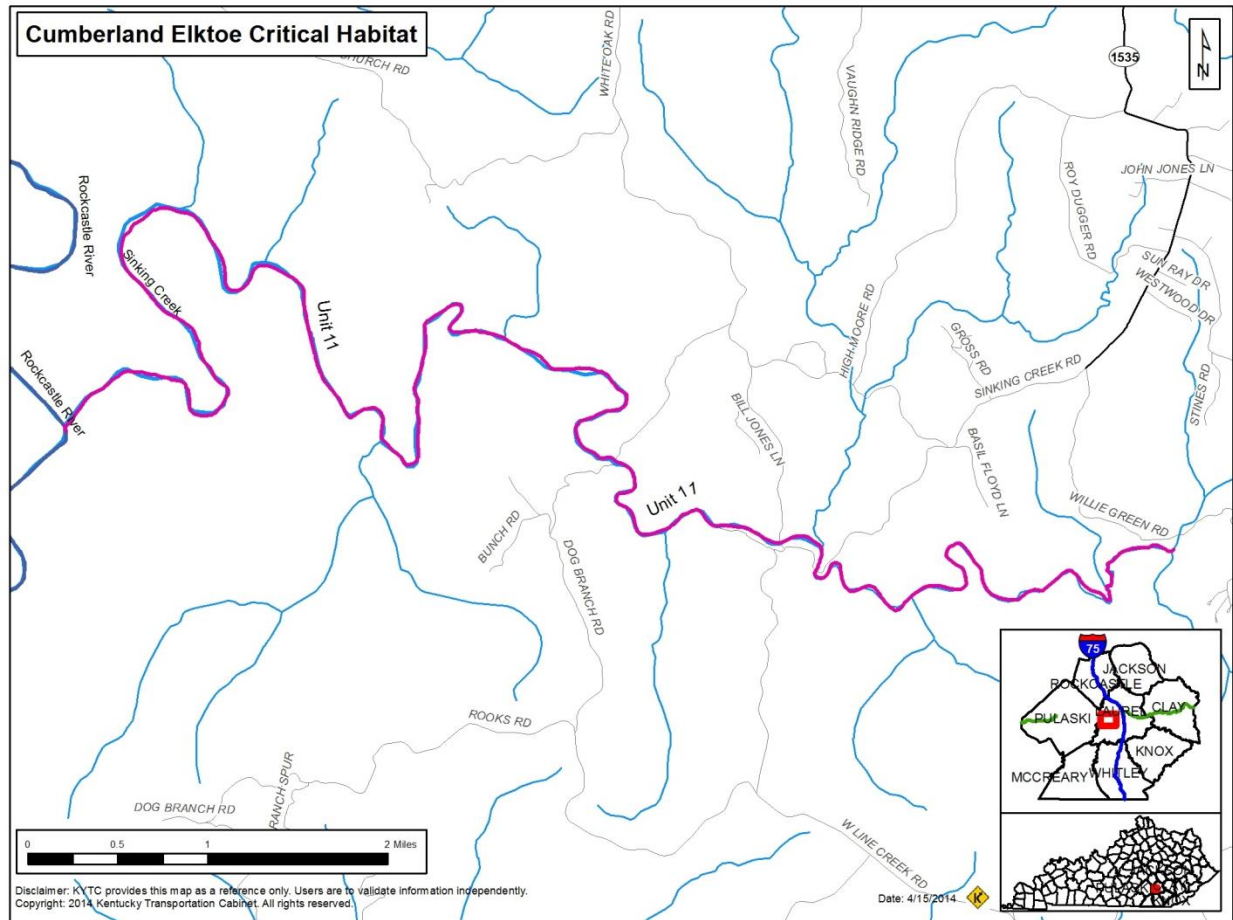 Cumberland Elktoe Critical Habitat
CHURCH RD
WHITE OAK RD
VAUGHN RIDGE RD
1535
N
JOHN JONES LN
ROY DUGGER RD
Rockcastle River
Sinking Creek
SUN RAY DR
WESTWOOD DR
Unit 11
HIGH MOORE RD
GROSS RD
SINKING CREEK RD
STINES RD
Rockcastle River
BILL JONES LN
BASIL FLOYD LN
Unit 11
WILLIE GREEN RD
BUNCH RD
DOG BRANCH RD
ROOKS RD
RANCH SPUR
DOG BRANCH RD
W LINE CREEK RD
75
JACKSON
ROCKCASTLE
PULASKI
LAUREL
CLAY
KNOX
MCCREARY
WHITLEY
0 0.5 1 2 Miles
Disclaimer: KYTC provides this map as a reference only. Users are to validate information independently.
Copyright: 2014 Kentucky Transportation Cabinet. All rights reserved.
Date: 4/15/2014
K
KNOX